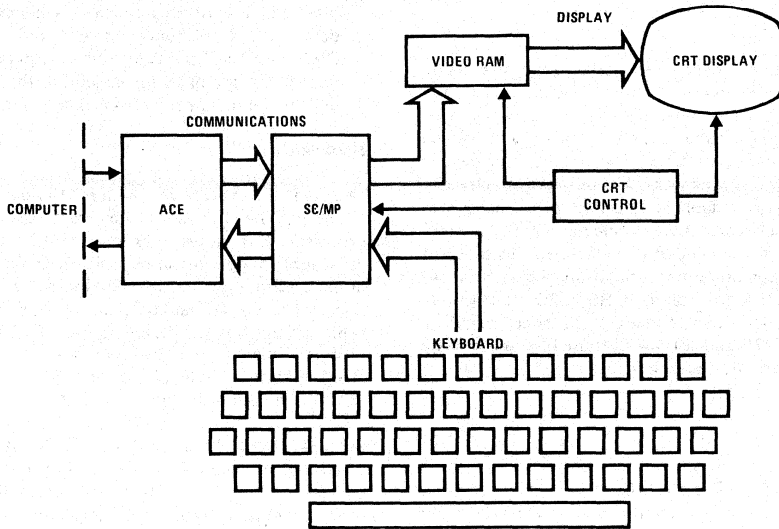 DISPLAY
VIDEO RAM
CRT DISPLAY
COMMUNICATIONS
COMPUTER
ACE
SC/MP
CRT
CONTROL
KEYBOARD